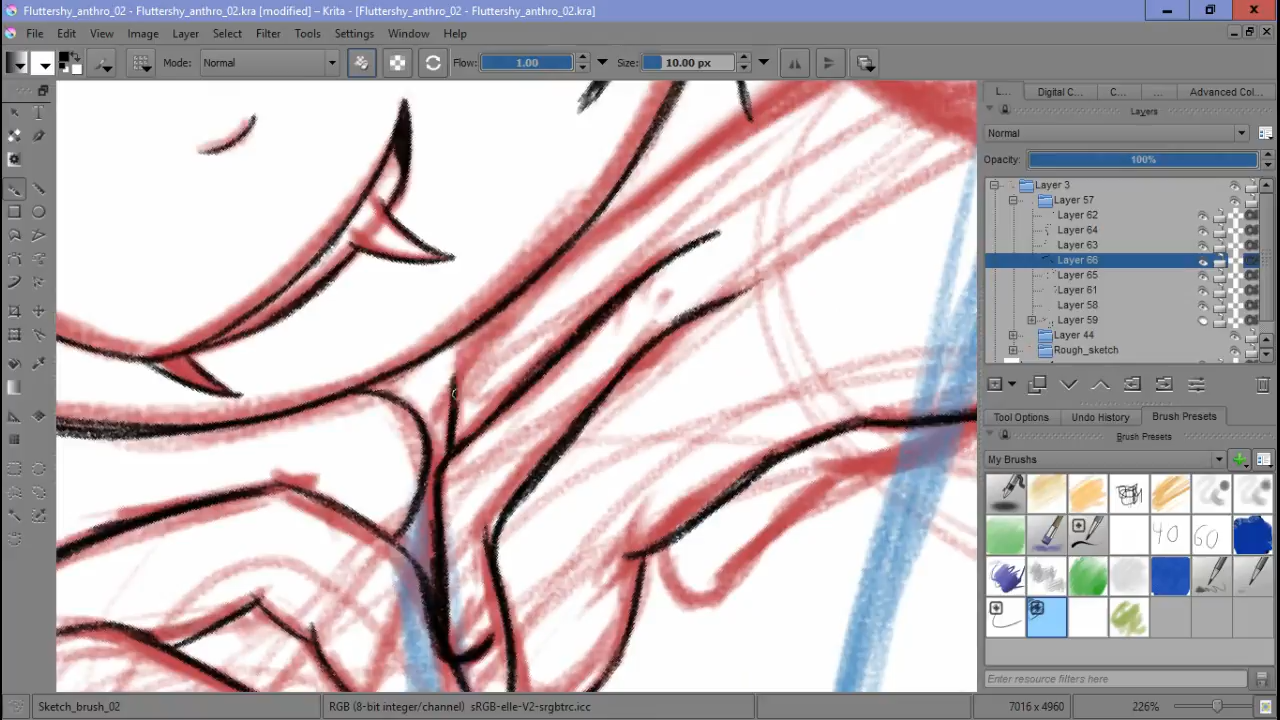 Fluttershy_anthro_02 - Fluttershy_anthro_02.kra [modified] – Krita - [Fluttershy_anthro_02 - Fluttershy_anthro_02.kra]
File Edit View Image Layer Select Filter Tools Settings Window Help
Mode: Normal Flow: 1.00 Size: 10.00 px
L... Digital C... C... ... Advanced Col...
Layers
Normal
Opacity: 100%
Layer 3
Layer 57
Layer 62
Layer 64
Layer 63
Layer 66
Layer 65
Layer 61
Layer 58
Layer 59
Layer 44
Rough_sketch
Tool Options Undo History Brush Presets
Brush Presets
My Brushes
40 60
Enter resource filters here
Sketch_brush_02 RGB (8-bit integer/channel) sRGB-elle-V2-srgbtrc.icc 7016 x 4960 226%